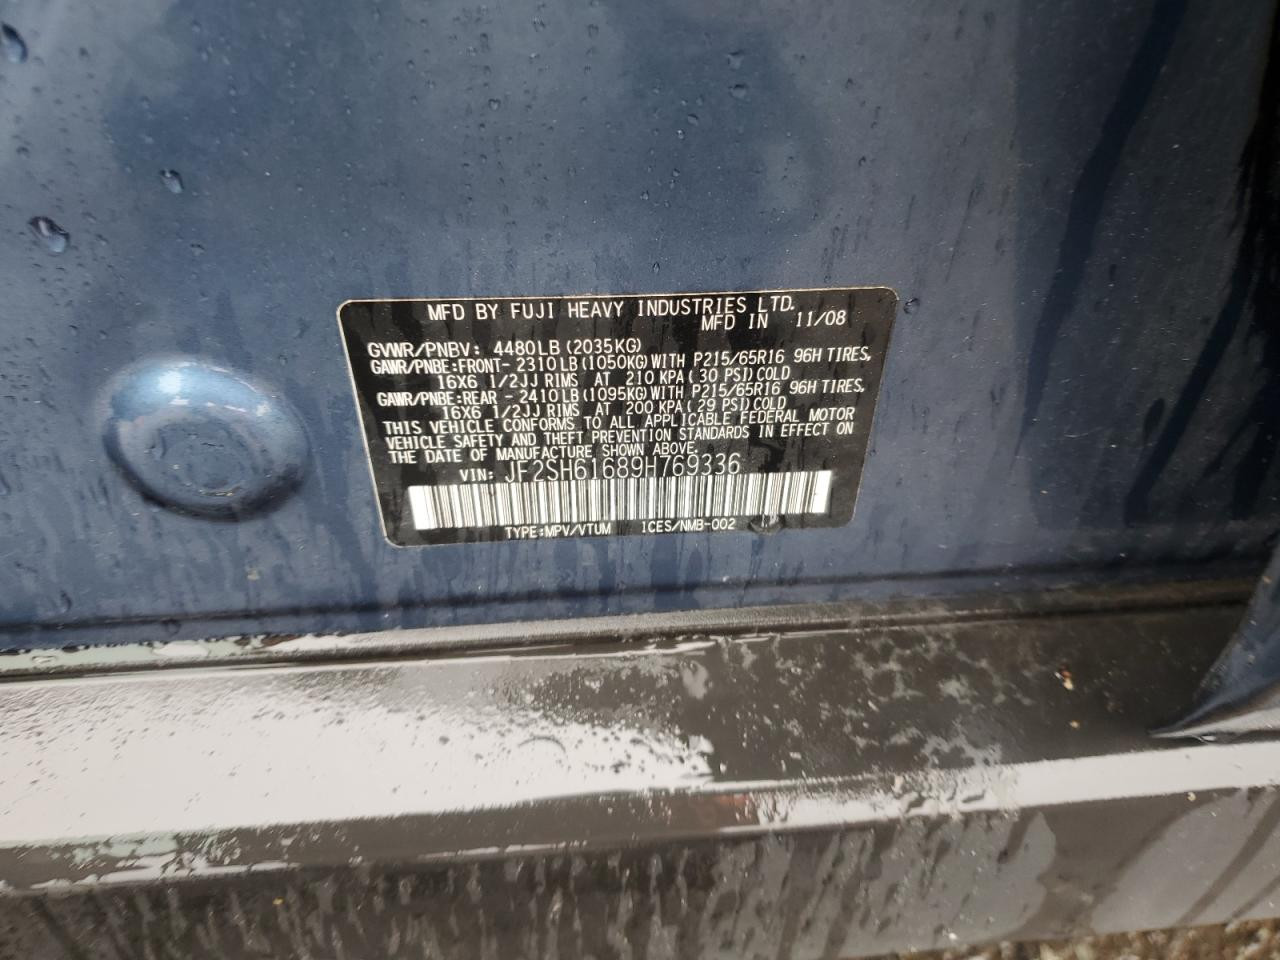 MFD BY FUJI HEAVY INDUSTRIES LTD.
MFD IN 11/08
GVWR/PNBV: 4480LB (2035KG)
GAWR/PNBE:FRONT- 2310LB (1050KG) WITH P215/65R16 96H TIRES,
16X6 1/2JJ RIMS AT 210 KPA (30 PSI) COLD
GAWR/PNBE:REAR - 2410LB (1095KG) WITH P215/65R16 96H TIRES,
16X6 1/2JJ RIMS AT 200 KPA (29 PSI) COLD
THIS VEHICLE CONFORMS TO ALL APPLICABLE FEDERAL MOTOR
VEHICLE SAFETY AND THEFT PREVENTION STANDARDS IN EFFECT ON
THE DATE OF MANUFACTURE SHOWN ABOVE.
VIN: JF2SH61689H769336
TYPE:MPV/VTUM ICES/NMB-002